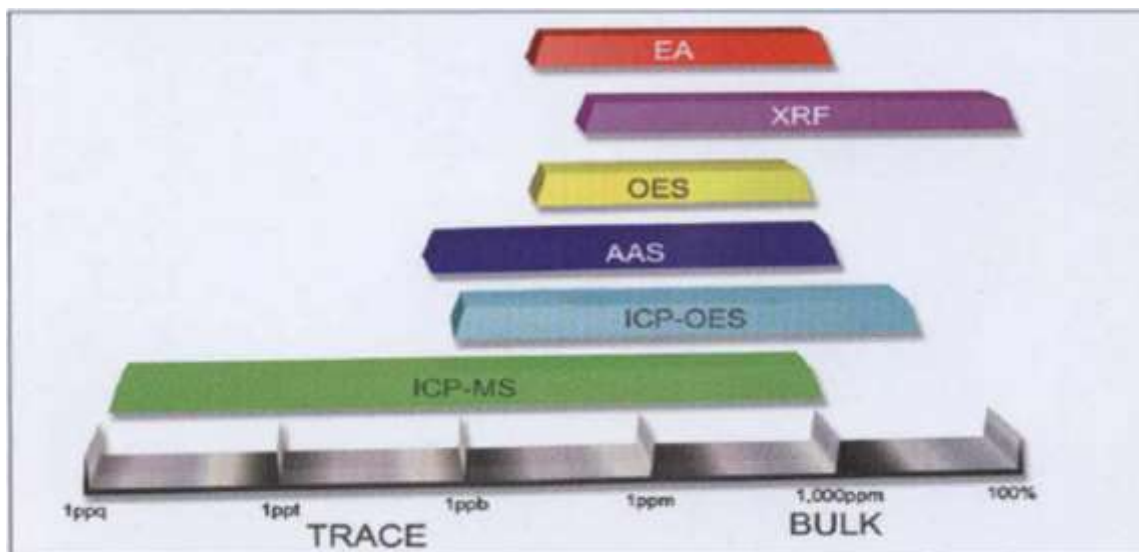 EA
XRF
OES
AAS
ICP-OES
ICP-MS
1ppq 1ppt 1ppb 1ppm 1,000ppm 100%
TRACE BULK